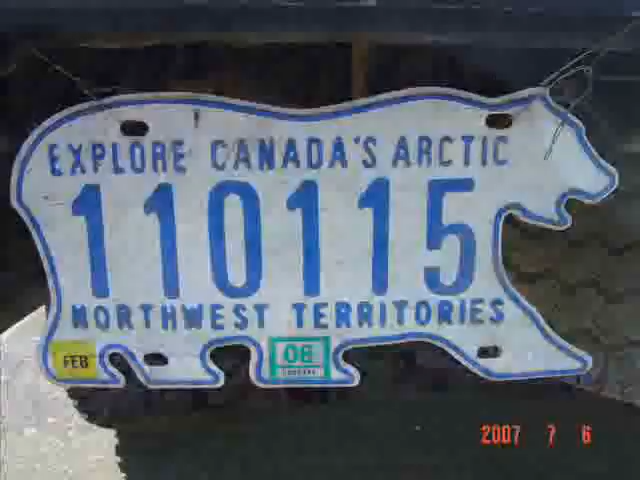 EXPLORE CANADA'S ARCTIC
110115
NORTHWEST TERRITORIES
FEB
08
2007 7 6